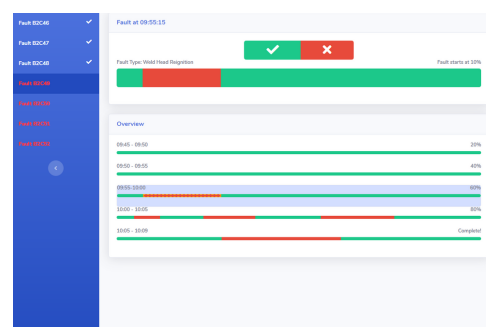 Fault B2C46
Fault B2C47
Fault B2C48
Fault B2C49
Fault at 09:55:15
Fault Type: Weld Head Reignition
Fault starts at 10%
Overview
09:45 - 09:50
20%
09:50 - 09:55
40%
09:55-10:00
60%
10:00 - 10:05
80%
10:05 - 10:09
Complete!